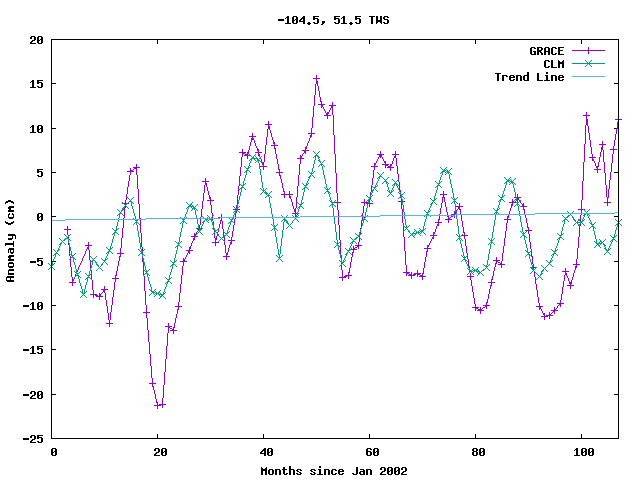 -104.5, 51.5 TWS
GRACE
CLM
Trend Line
20
15
10
5
0
-5
-10
-15
-20
-25
Anomaly (cm)
0 20 40 60 80 100
Months since Jan 2002